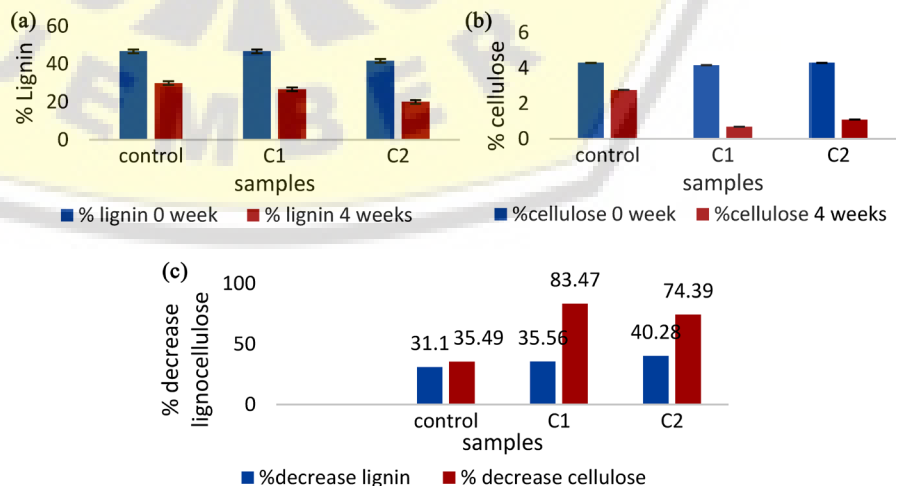 (a)
60
40
20
0
% Lignin
control C1 C2
samples
% lignin 0 week % lignin 4 weeks
(b)
6
4
2
0
% cellulose
control C1 C2
samples
%cellulose 0 week %cellulose 4 weeks
(c)
100
50
0
% decrease
lignocellulose
31.1 35.49 35.56 83.47 40.28 74.39
control C1 C2
samples
%decrease lignin % decrease cellulose